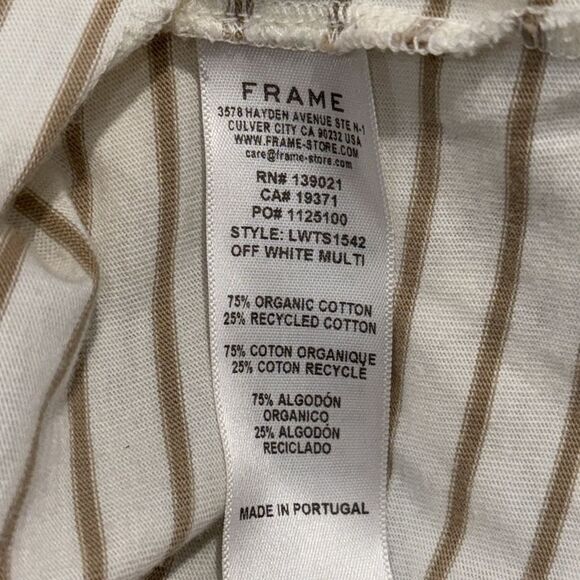 FRAME
3578 HAYDEN AVENUE STE N-1
CULVER CITY CA 90232 USA
WWW.FRAME-STORE.COM
care@frame-store.com
RN# 139021
CA# 19371
PO# 1125100
STYLE: LWTS1542
OFF WHITE MULTI
75% ORGANIC COTTON
25% RECYCLED COTTON
75% COTON ORGANIQUE
25% COTON RECYCLÉ
75% ALGODÓN
ORGANICO
25% ALGODÓN
RECICLADO
MADE IN PORTUGAL